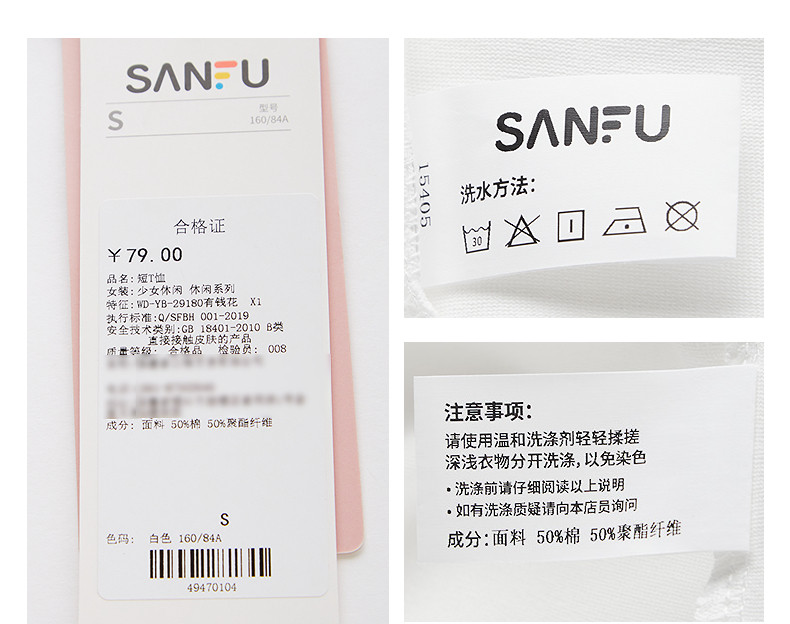 SANFU
S
型号
160/84A
合格证
￥79.00
品名：短T恤
女装：少女休闲 休闲系列
特征：WD-YB-29180有钱花 X1
执行标准：Q/SFBH 001-2019
安全技术类别：GB 18401-2010 B类
直接接触皮肤的产品
质量等级： 合格品 检验员： 008
成分： 面料 50%棉 50%聚酯纤维
S
色码： 白色 160/84A
49470104
SANFU
15405
洗水方法：
30
注意事项：
请使用温和洗涤剂轻轻揉搓
深浅衣物分开洗涤，以免染色
・洗涤前请仔细阅读以上说明
・如有洗涤质疑请向本店员询问
成分：面料 50%棉 50%聚酯纤维